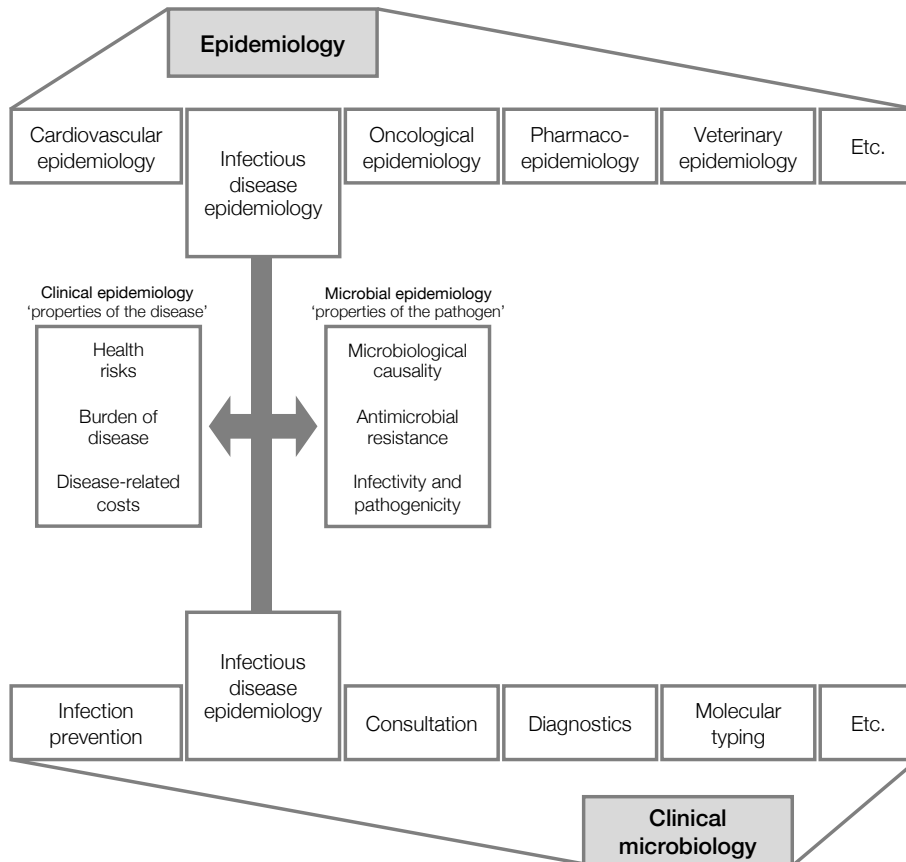 Epidemiology
Cardiovascular
epidemiology
Infectious
disease
epidemiology
Oncological
epidemiology
Pharmaco-
epidemiology
Veterinary
epidemiology
Etc.
Clinical epidemiology
‘properties of the disease’
Health
risks
Burden of
disease
Disease-related
costs
Microbial epidemiology
‘properties of the pathogen’
Microbiological
causality
Antimicrobial
resistance
Infectivity and
pathogenicity
Infection
prevention
Infectious
disease
epidemiology
Consultation
Diagnostics
Molecular
typing
Etc.
Clinical
microbiology